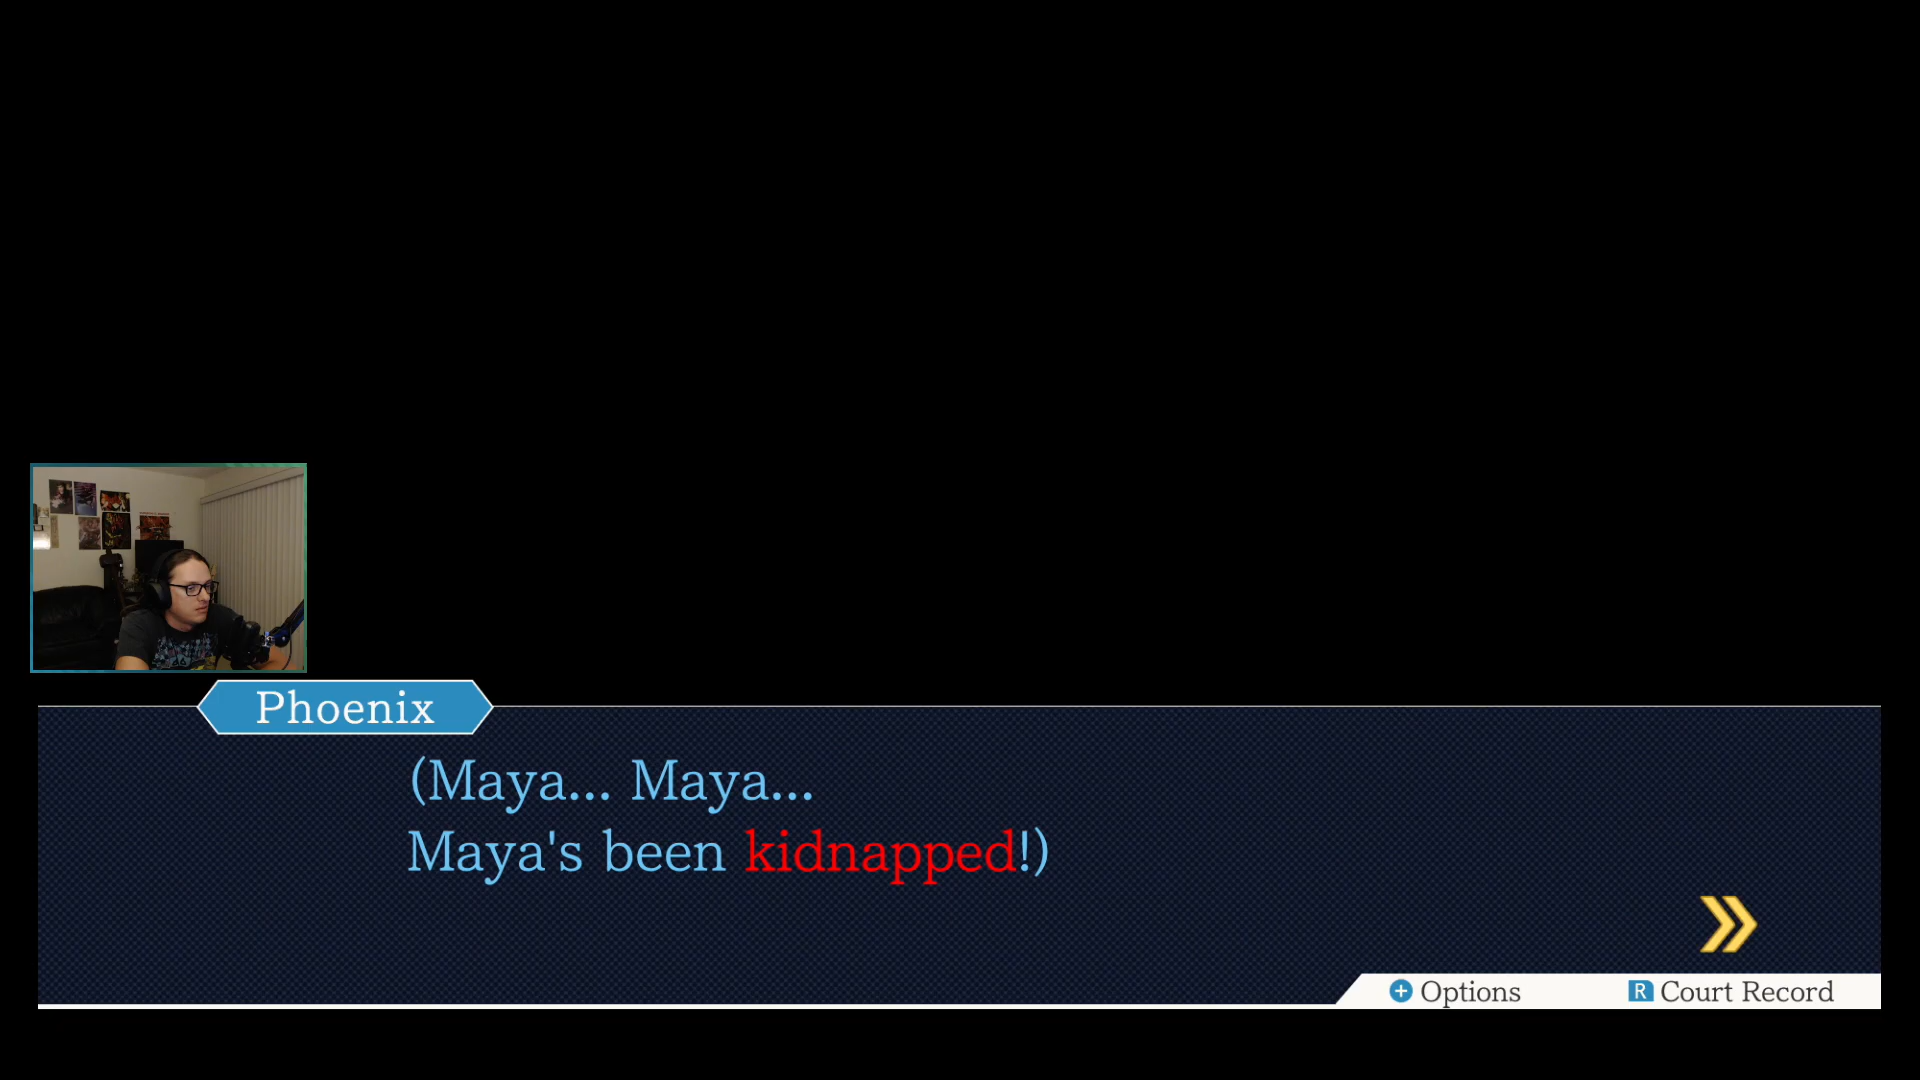 Phoenix
(Maya... Maya...
Maya's been kidnapped!)
+ Options
R Court Record